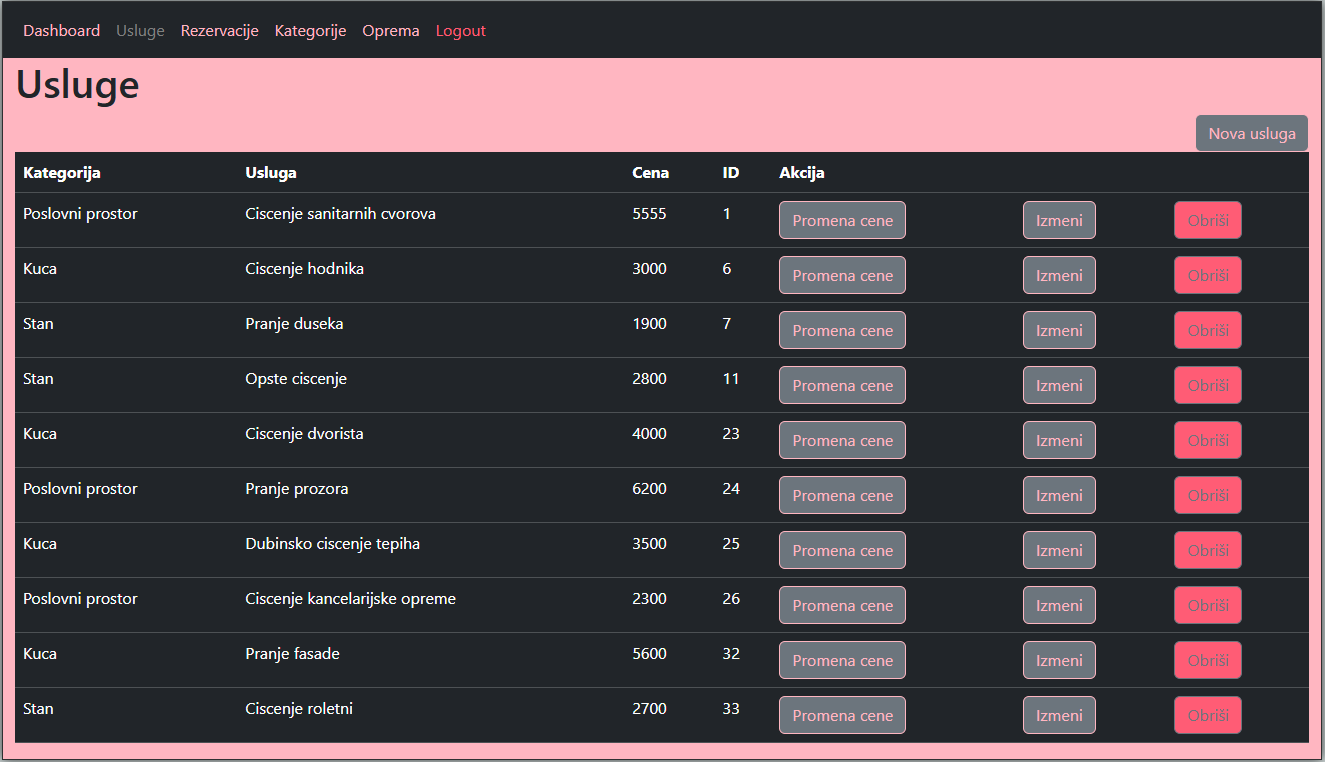 Dashboard Usluge Rezervacije Kategorije Oprema Logout
Usluge
Nova usluga
Kategorija Usluga Cena ID Akcija
Poslovni prostor Ciscenje sanitarnih cvorova 5555 1 Promena cene Izmeni Obriši
Kuca Ciscenje hodnika 3000 6 Promena cene Izmeni Obriši
Stan Pranje duseka 1900 7 Promena cene Izmeni Obriši
Stan Opste ciscenje 2800 11 Promena cene Izmeni Obriši
Kuca Ciscenje dvorista 4000 23 Promena cene Izmeni Obriši
Poslovni prostor Pranje prozora 6200 24 Promena cene Izmeni Obriši
Kuca Dubinsko ciscenje tepiha 3500 25 Promena cene Izmeni Obriši
Poslovni prostor Ciscenje kancelarijske opreme 2300 26 Promena cene Izmeni Obriši
Kuca Pranje fasade 5600 32 Promena cene Izmeni Obriši
Stan Ciscenje roletni 2700 33 Promena cene Izmeni Obriši